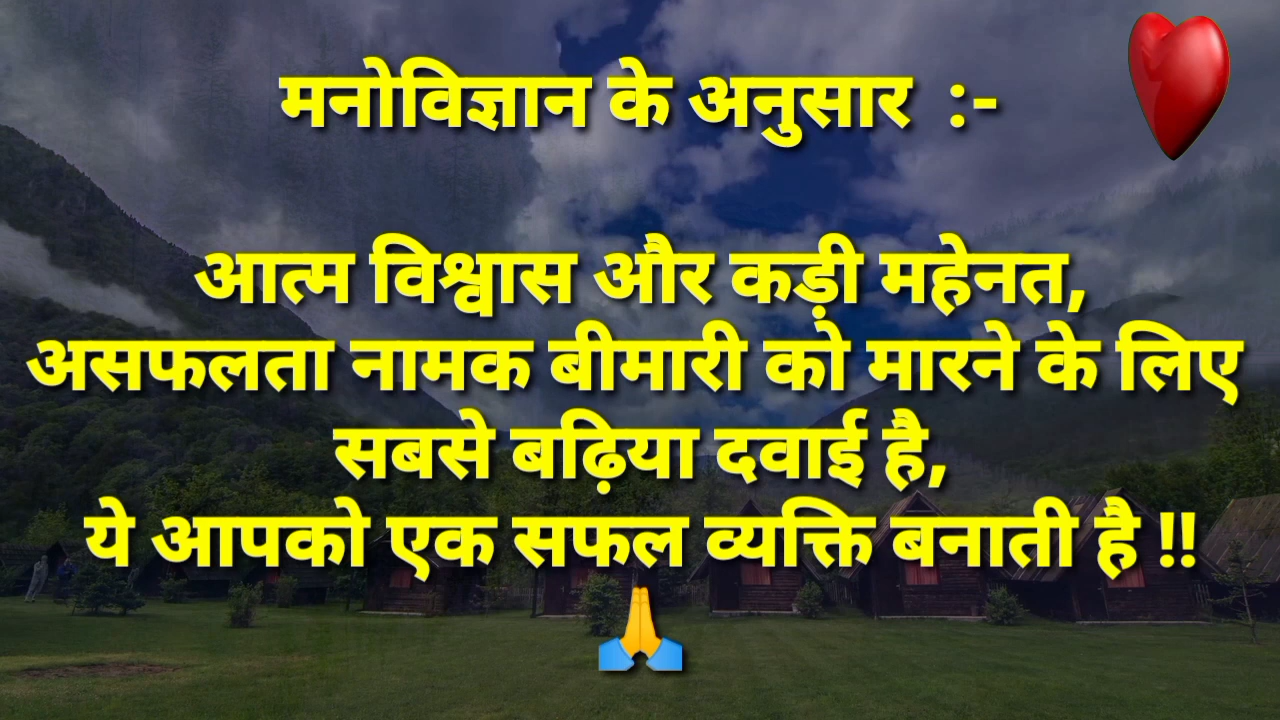 मनोविज्ञान के अनुसार :-
आत्म विश्वास और कड़ी महेनत,
असफलता नामक बीमारी को मारने के लिए
सबसे बढ़िया दवाई है,
ये आपको एक सफल व्यक्ति बनाती है !!
🙏